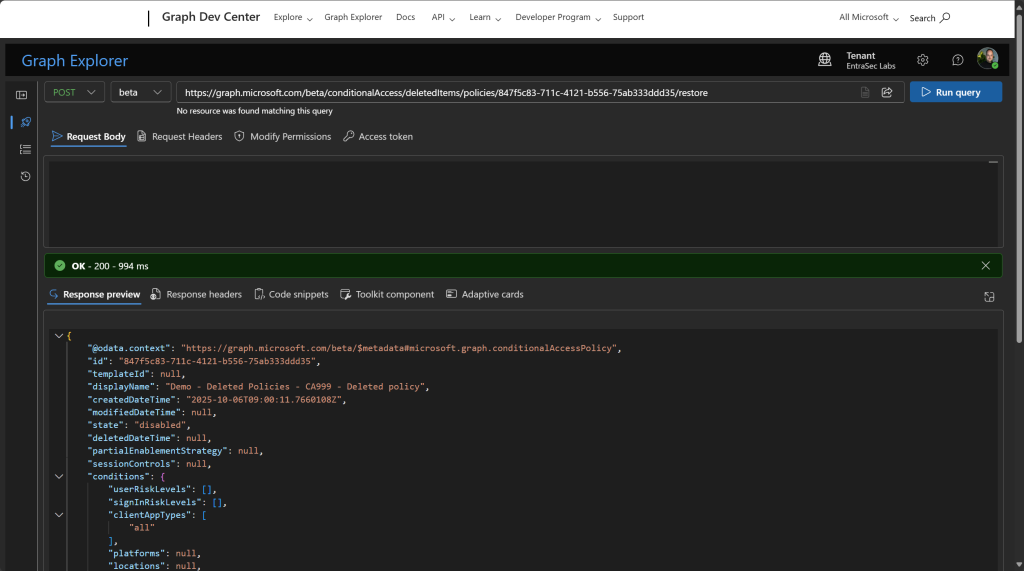 Graph Dev Center Explore Graph Explorer Docs API Learn Developer Program Support All Microsoft Search
Graph Explorer Tenant
EntraSec Labs
POST beta https://graph.microsoft.com/beta/conditionalAccess/deletedItems/policies/847f5c83-711c-4121-b556-75ab333ddd35/restore Run query
No resource was found matching this query
Request Body Request Headers Modify Permissions Access token
OK - 200 - 994 ms
Response preview Response headers Code snippets Toolkit component Adaptive cards
{
"@odata.context": "https://graph.microsoft.com/beta/$metadata#microsoft.graph.conditionalAccessPolicy",
"id": "847f5c83-711c-4121-b556-75ab333ddd35",
"templateId": null,
"displayName": "Demo - Deleted Policies - CA999 - Deleted policy",
"createdDateTime": "2025-10-06T09:00:11.7660108Z",
"modifiedDateTime": null,
"state": "disabled",
"deletedDateTime": null,
"partialEnablementStrategy": null,
"sessionControls": null,
"conditions": {
"userRiskLevels": [],
"signInRiskLevels": [],
"clientAppTypes": [
"all"
],
"platforms": null,
"locations": null,